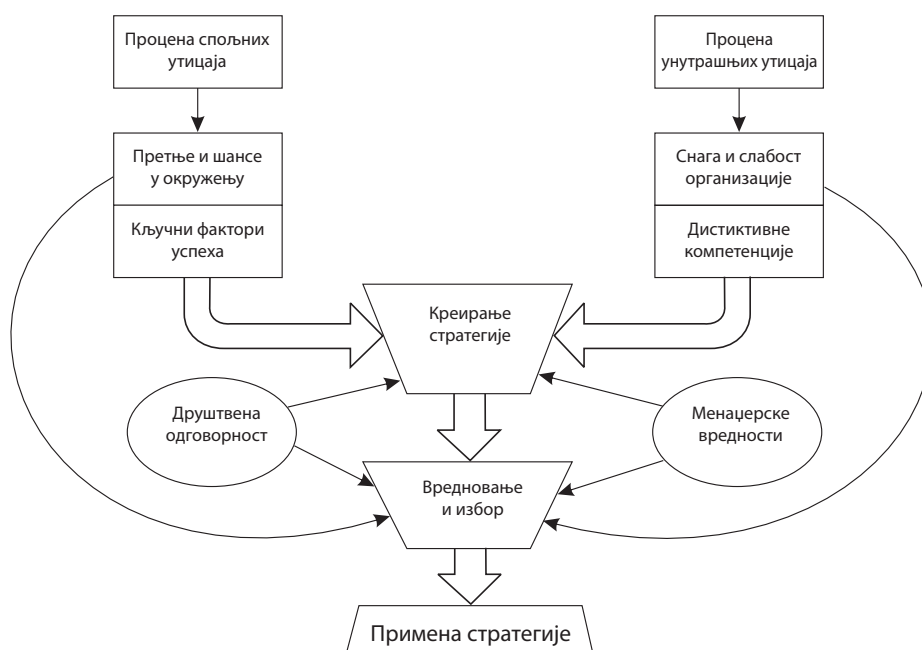 Процена спољних
утицаја
Процена
унутрашњих утицаја
Претње и шансе
у окружењу
Снага и слабост
организације
Кључни фактори
успеха
Дистиктивне
компетенције
Креирање
стратегије
Друштвена
одговорност
Менаџерске
вредности
Вредновање
и избор
Примена стратегије